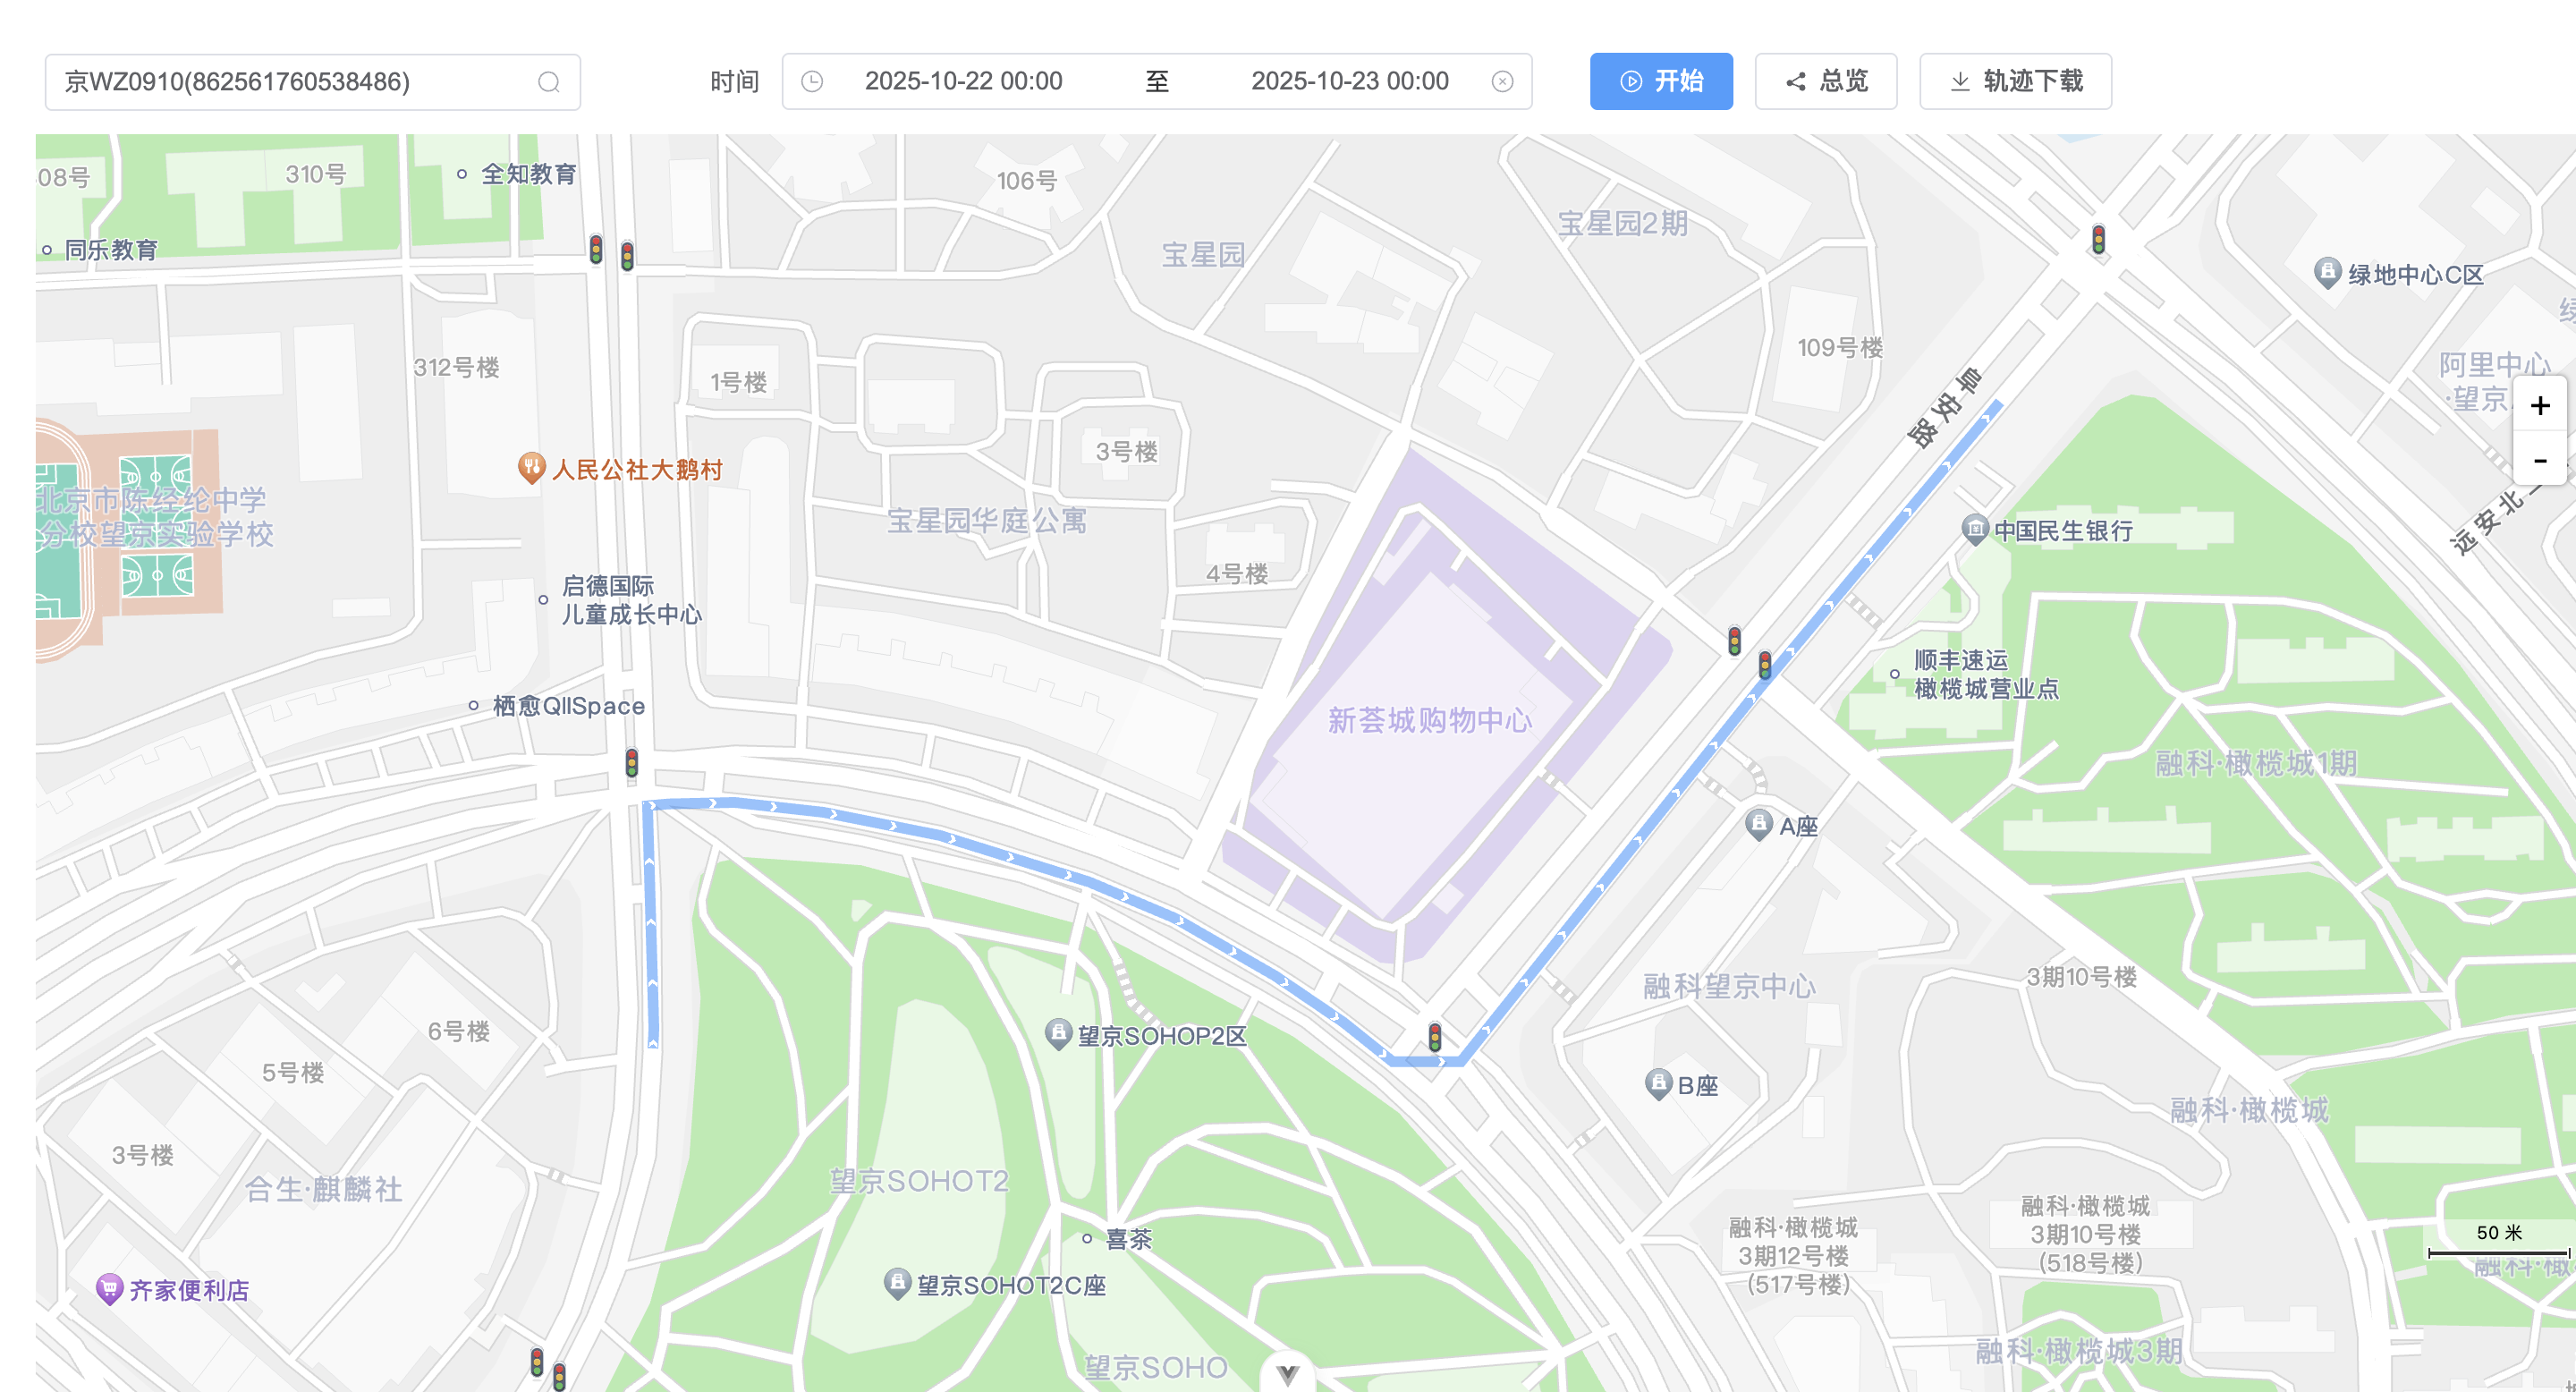 京WZ0910(862561760538486)
时间
2025-10-22 00:00
至
2025-10-23 00:00
开始
总览
轨迹下载
08号
310号
全知教育
同乐教育
106号
宝星园
宝星园2期
绿地中心C区
312号楼
1号楼
109号楼
阜安路
阿里中心
·望京
+
-
3号楼
人民公社大鹅村
北京市陈经纶中学
分校望京实验学校
宝星园华庭公寓
中国民生银行
远安北
4号楼
启德国际
儿童成长中心
顺丰速运
橄榄城营业点
栖愈QIISpace
新荟城购物中心
融科·橄榄城1期
A座
融科望京中心
3期10号楼
6号楼
望京SOHOP2区
5号楼
B座
融科·橄榄城
3号楼
合生·麒麟社
望京SOHOT2
喜茶
融科·橄榄城
3期12号楼
(517号楼)
融科·橄榄城
3期10号楼
(518号楼)
50 米
融科·橄
齐家便利店
望京SOHOT2C座
望京SOHO
融科·橄榄城3期